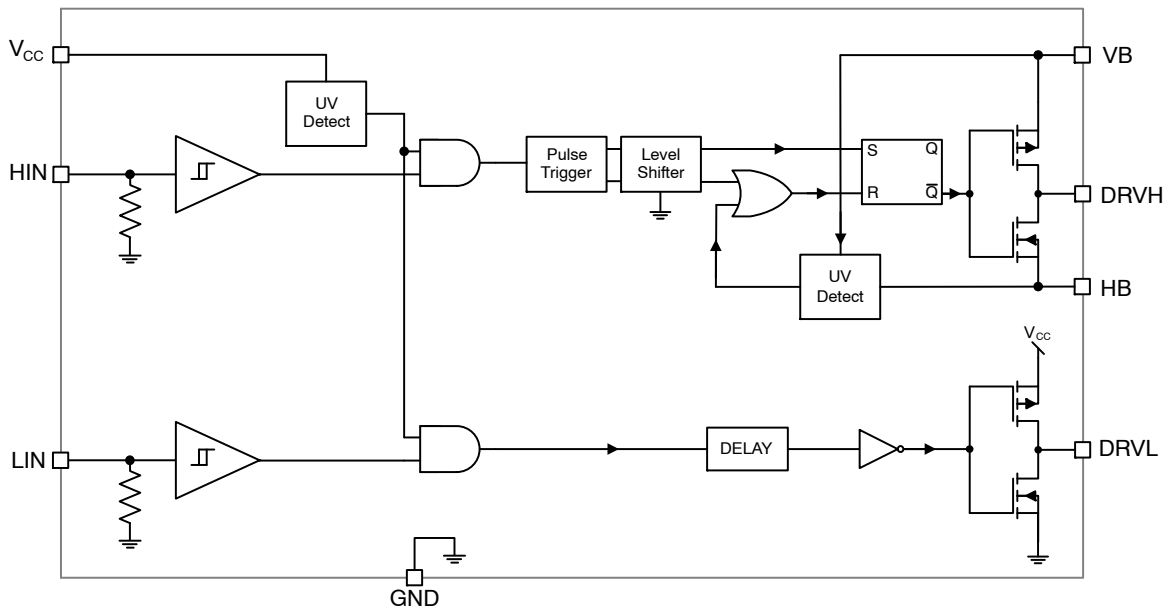 VCC
UV
Detect
HIN
Pulse
Trigger
Level
Shifter
S
Q
R
Q̅
VB
DRVH
UV
Detect
HB
VCC
LIN
DELAY
DRVL
GND